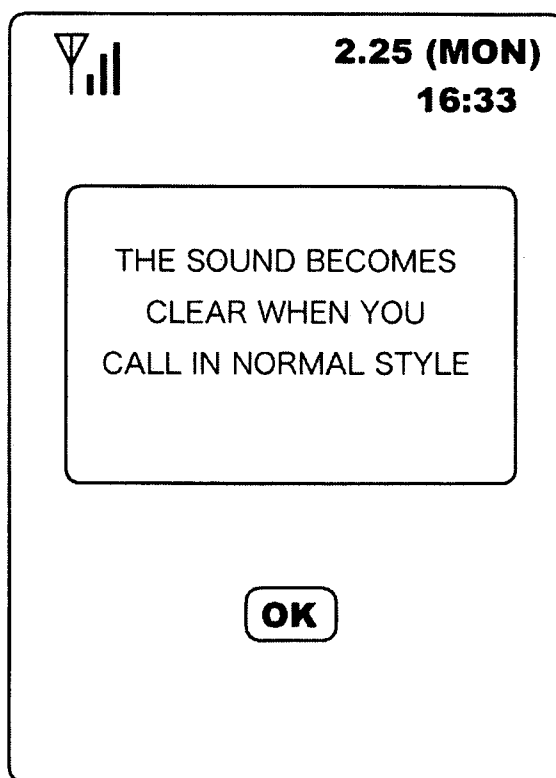 2.25 (MON)
16:33
THE SOUND BECOMES
CLEAR WHEN YOU
CALL IN NORMAL STYLE
OK